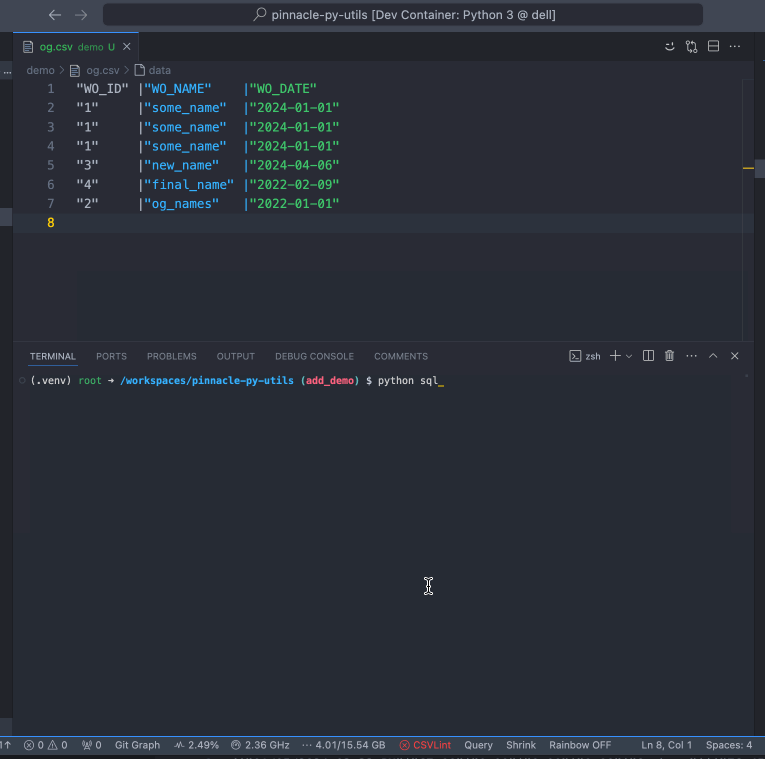 pinnacle-py-utils [Dev Container: Python 3 @ dell]
og.csv demo U
demo > og.csv > data
1 "WO_ID" |"WO_NAME"    |"WO_DATE"
2 "1"     |"some_name"  |"2024-01-01"
3 "1"     |"some_name"  |"2024-01-01"
4 "1"     |"some_name"  |"2024-01-01"
5 "3"     |"new_name"   |"2024-04-06"
6 "4"     |"final_name" |"2022-02-09"
7 "2"     |"og_names"   |"2022-01-01"
8
TERMINAL PORTS PROBLEMS OUTPUT DEBUG CONSOLE COMMENTS zsh
(.venv) root → /workspaces/pinnacle-py-utils (add_demo) $ python sql_
1↑ 0 0 0 Git Graph 2.49% 2.36 GHz 4.01/15.54 GB CSVLint Query Shrink Rainbow OFF Ln 8, Col 1 Spaces: 4